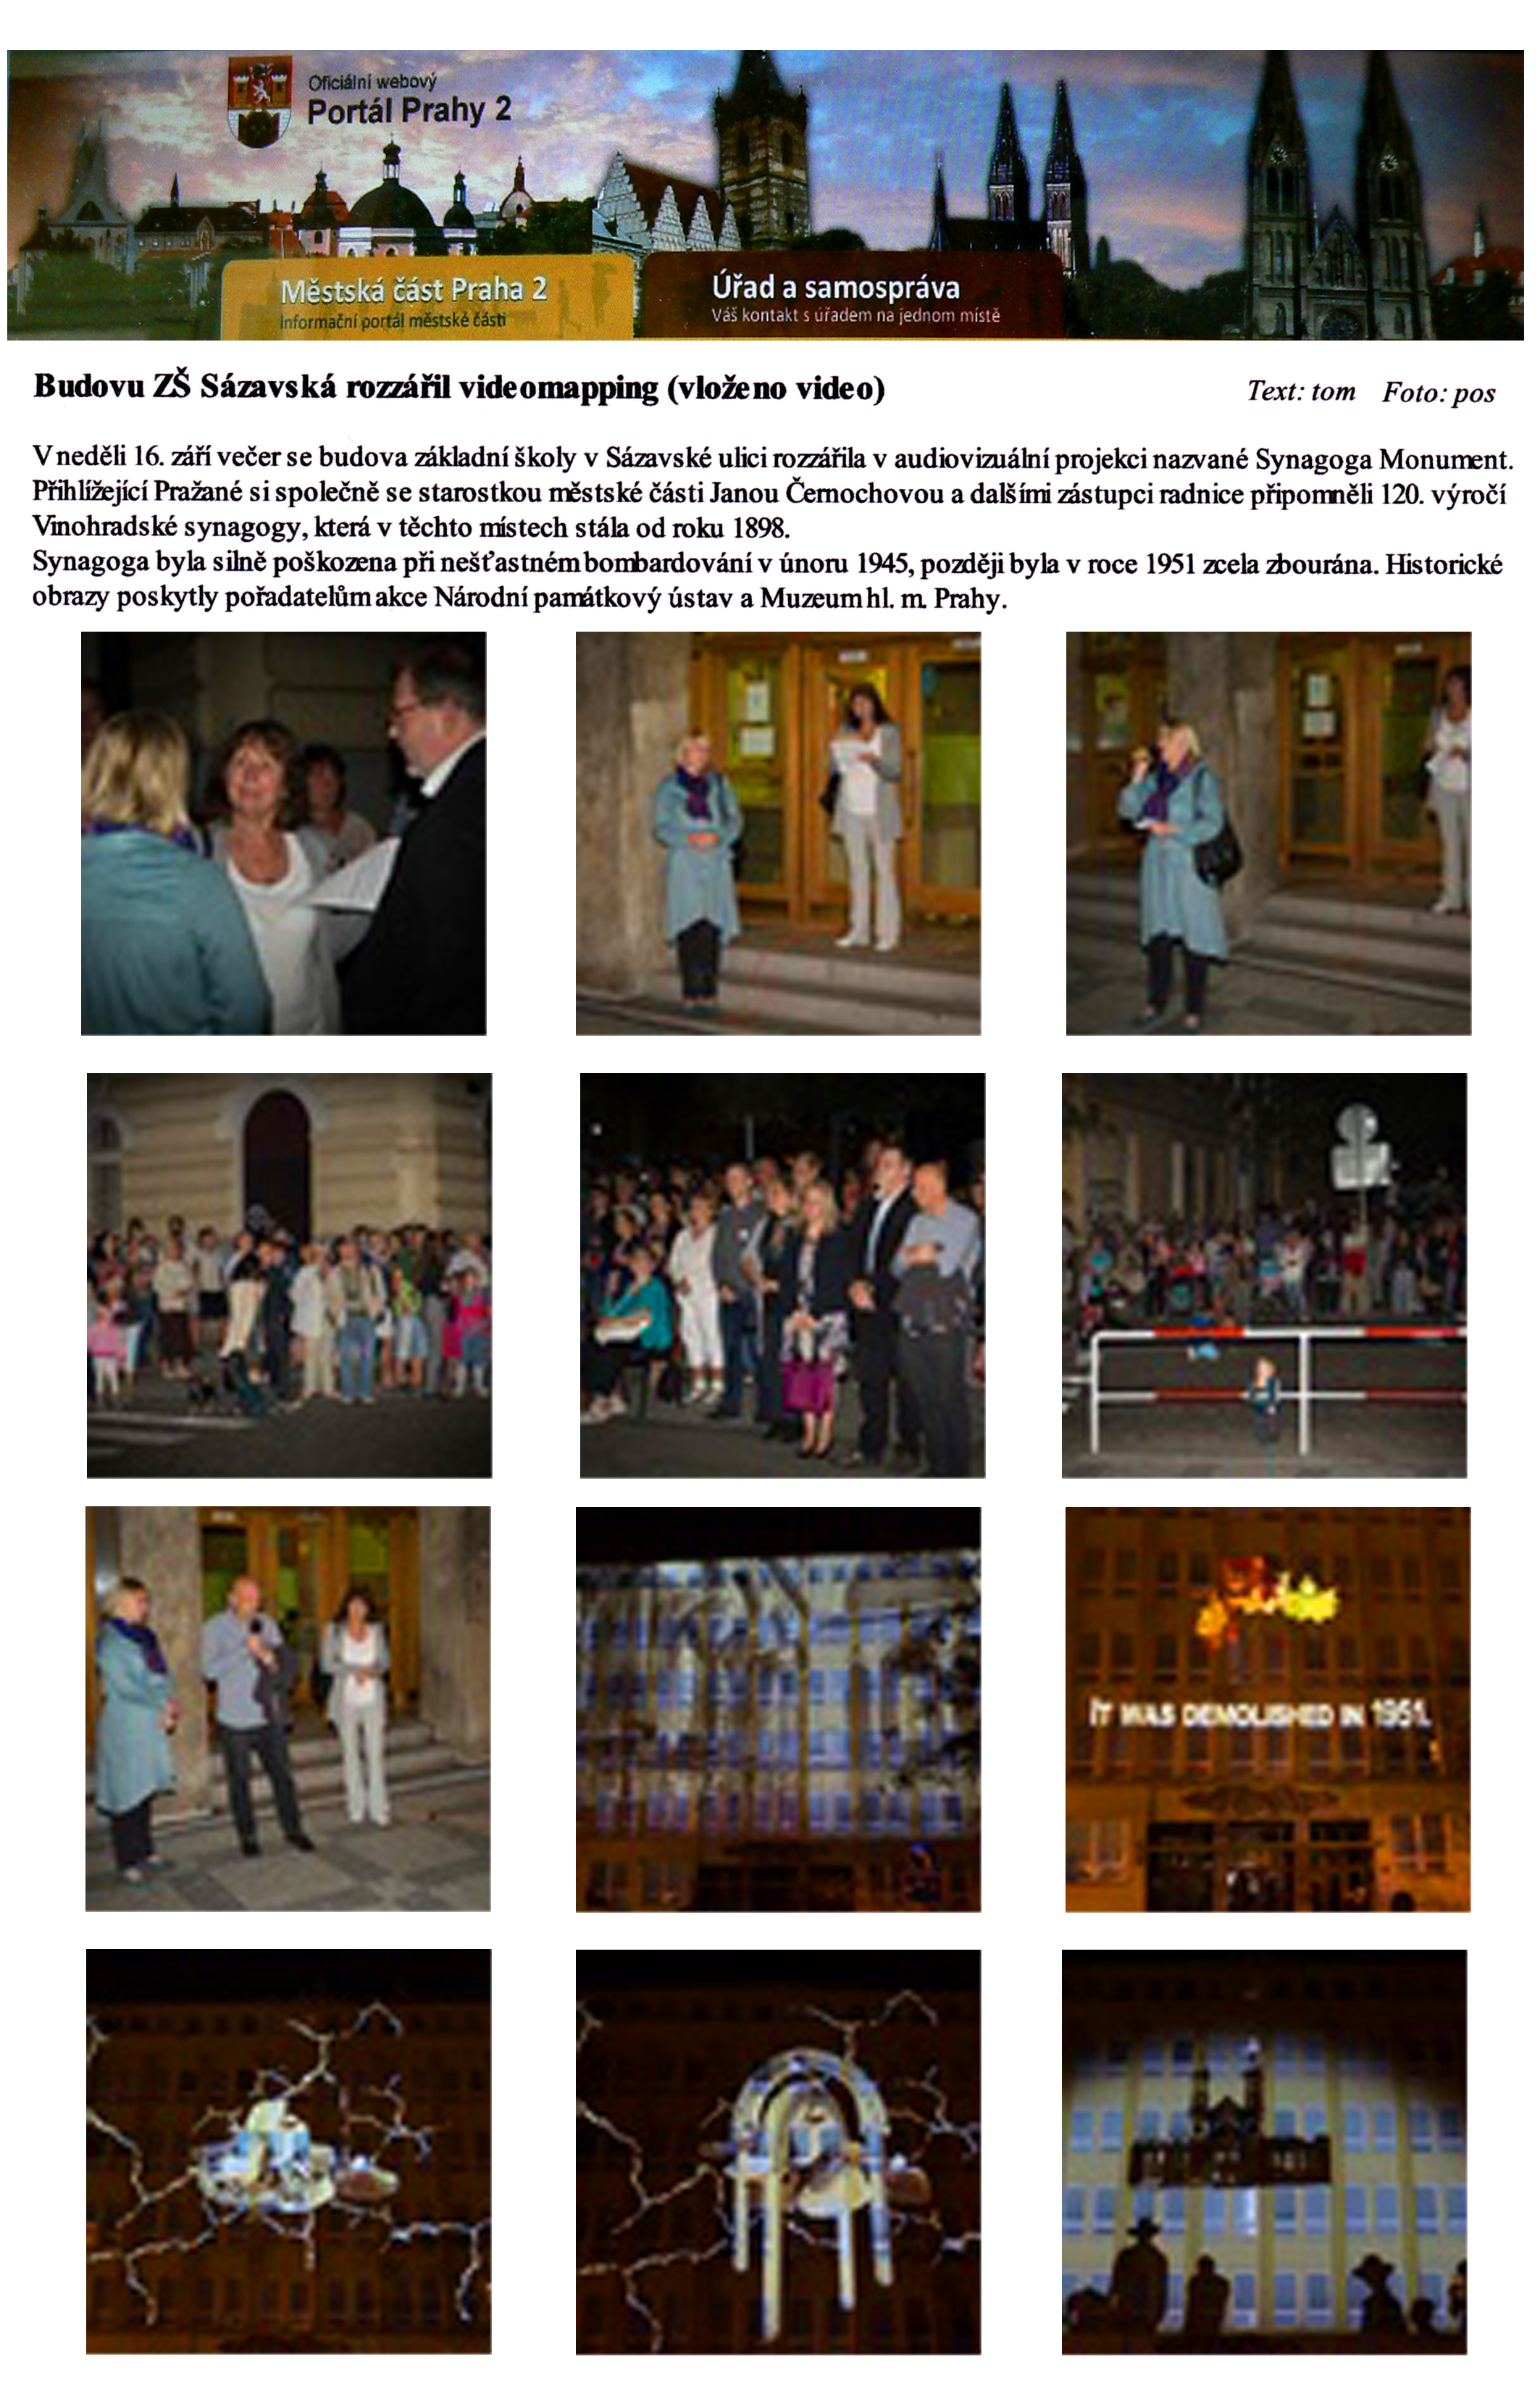 Oficiální webový
Portál Prahy 2
Městská část Praha 2
Informační portál městské části
Úřad a samospráva
Váš kontakt s úřadem na jednom místě
Budovu ZŠ Sázavská rozzářil videomapping (vloženo video)
Text: tom Foto: pos
V neděli 16. září večer se budova základní školy v Sázavské ulici rozzářila v audiovizuální projekci nazvané Synagoga Monument.
Přihlížející Pražané si společně se starostkou městské části Janou Černochovou a dalšími zástupci radnice připomněli 120. výročí
Vinohradské synagogy, která v těchto místech stála od roku 1898.
Synagoga byla silně poškozena při nešťastném bombardování v únoru 1945, později byla v roce 1951 zcela zbourána. Historické
obrazy poskytly pořadatelům akce Národní památkový ústav a Muzeum hl. m. Prahy.
IT WAS DEMOLISHED IN 1951.